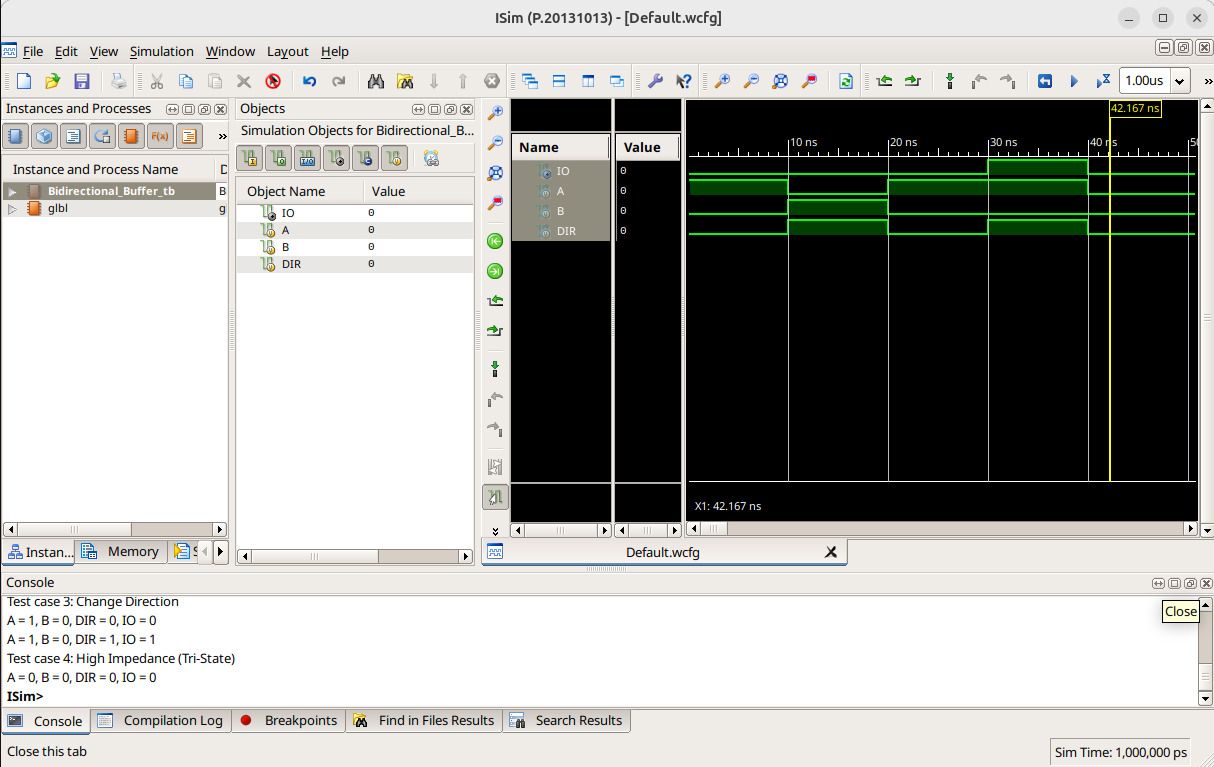 ISim (P.20131013) - [Default.wcfg]
File Edit View Simulation Window Layout Help
1.00us
Instances and Processes
Instance and Process Name
D
Bidirectional_Buffer_tb
B
glbl
g
Instan...
Memory
S
Objects
Simulation Objects for Bidirectional_B...
Object Name Value
IO 0
A 0
B 0
DIR 0
Name Value
IO 0
A 0
B 0
DIR 0
42.167 ns
10 ns 20 ns 30 ns 40 ns 50
X1: 42.167 ns
Default.wcfg
Console
Close
Test case 3: Change Direction
A = 1, B = 0, DIR = 0, IO = 0
A = 1, B = 0, DIR = 1, IO = 1
Test case 4: High Impedance (Tri-State)
A = 0, B = 0, DIR = 0, IO = 0
ISim>
Console Compilation Log Breakpoints Find in Files Results Search Results
Close this tab
Sim Time: 1,000,000 ps